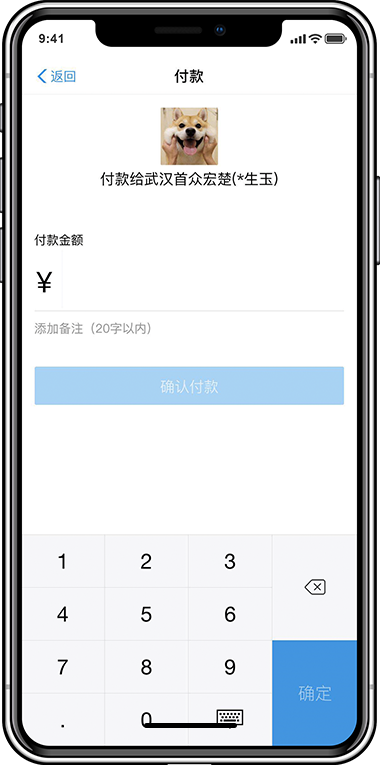 9:41
返回
付款
付款给武汉首众宏楚(*生玉)
付款金额
¥
添加备注（20字以内）
确认付款
1 2 3
4 5 6
7 8 9
确定
. 0